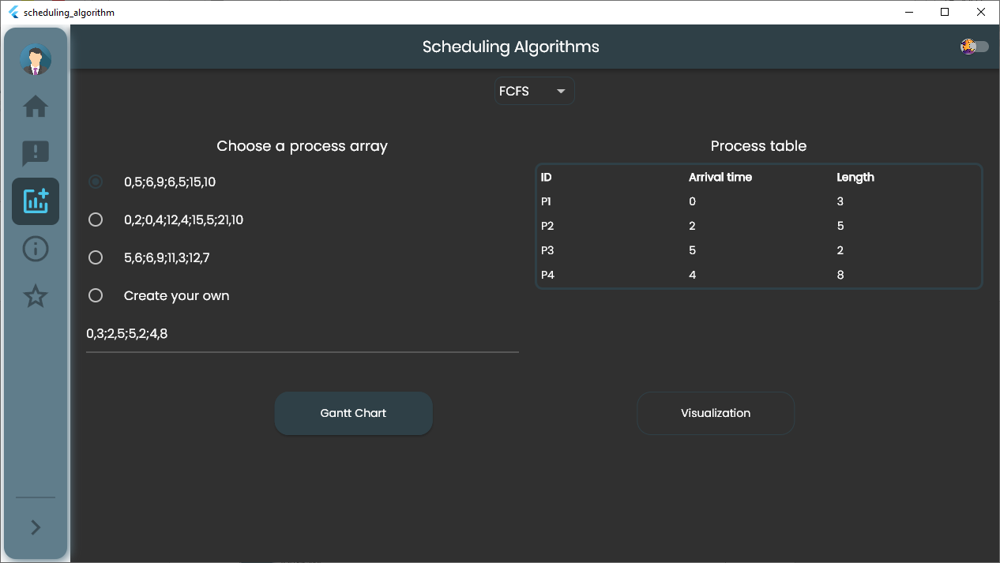 scheduling_algorithm
Scheduling Algorithms
FCFS
Choose a process array
0,5;6,9;6,5;15,10
0,2;0,4;12,4;15,5;21,10
5,6;6,9;11,3;12,7
Create your own
0,3;2,5;5,2;4,8
Process table
ID Arrival time Length
P1 0 3
P2 2 5
P3 5 2
P4 4 8
Gantt Chart
Visualization